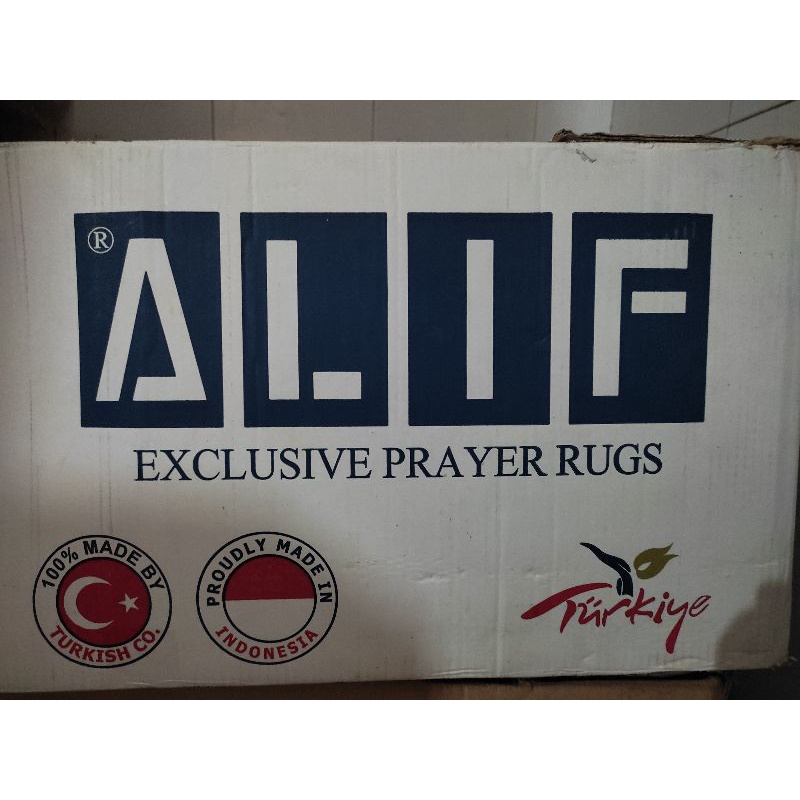 ® ALIF
EXCLUSIVE PRAYER RUGS
100% MADE BY
TURKISH CO.
PROUDLY MADE IN
INDONESIA
Türkiye